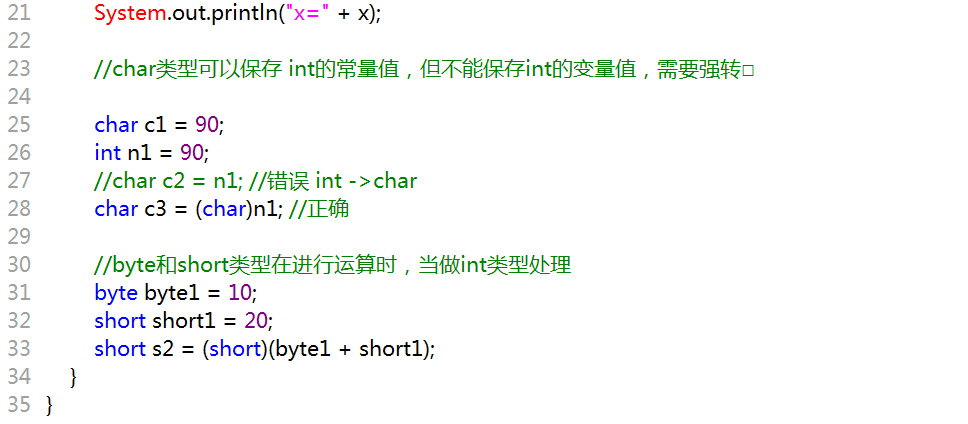 21 System.out.println("x=" + x);
22
23 //char类型可以保存 int的常量值，但不能保存int的变量值，需要强转□
24
25 char c1 = 90;
26 int n1 = 90;
27 //char c2 = n1; //错误 int ->char
28 char c3 = (char)n1; //正确
29
30 //byte和short类型在进行运算时，当做int类型处理
31 byte byte1 = 10;
32 short short1 = 20;
33 short s2 = (short)(byte1 + short1);
34 }
35 }